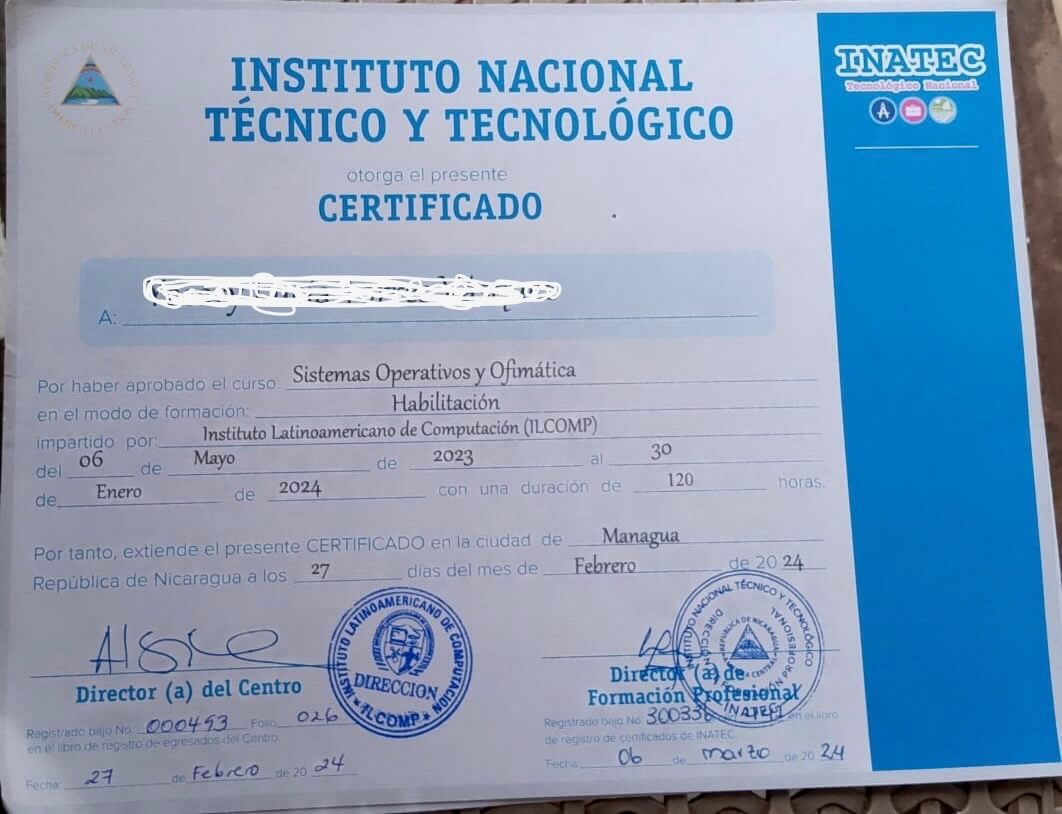 INSTITUTO NACIONAL
TÉCNICO Y TECNOLÓGICO
otorga el presente
CERTIFICADO
A:
Por haber aprobado el curso: Sistemas Operativos y Ofimática
en el modo de formación: Habilitación
impartido por: Instituto Latinoamericano de Computación (ILCOMP)
del 06 de Mayo de 2023 al 30
de Enero de 2024 con una duración de 120 horas.
Por tanto, extiende el presente CERTIFICADO en la ciudad de Managua
República de Nicaragua a los 27 días del mes de Febrero de 2024
Director (a) del Centro
Registrado bajo No. 000493 Folio 026
en el libro de registro de egresados del Centro
Fecha: 27 de Febrero de 2024
INSTITUTO LATINOAMERICANO DE COMPUTACION
DIRECCION
ILCOMP
Director (a) de
Formación Profesional
Registrado bajo No en el libro
de registro de certificados de INATEC
Fecha: 06 de marzo de 2024
INSTITUTO NACIONAL TÉCNICO Y TECNOLÓGICO
REPUBLICA DE NICARAGUA
INATEC
INATEC
Tecnológico Nacional